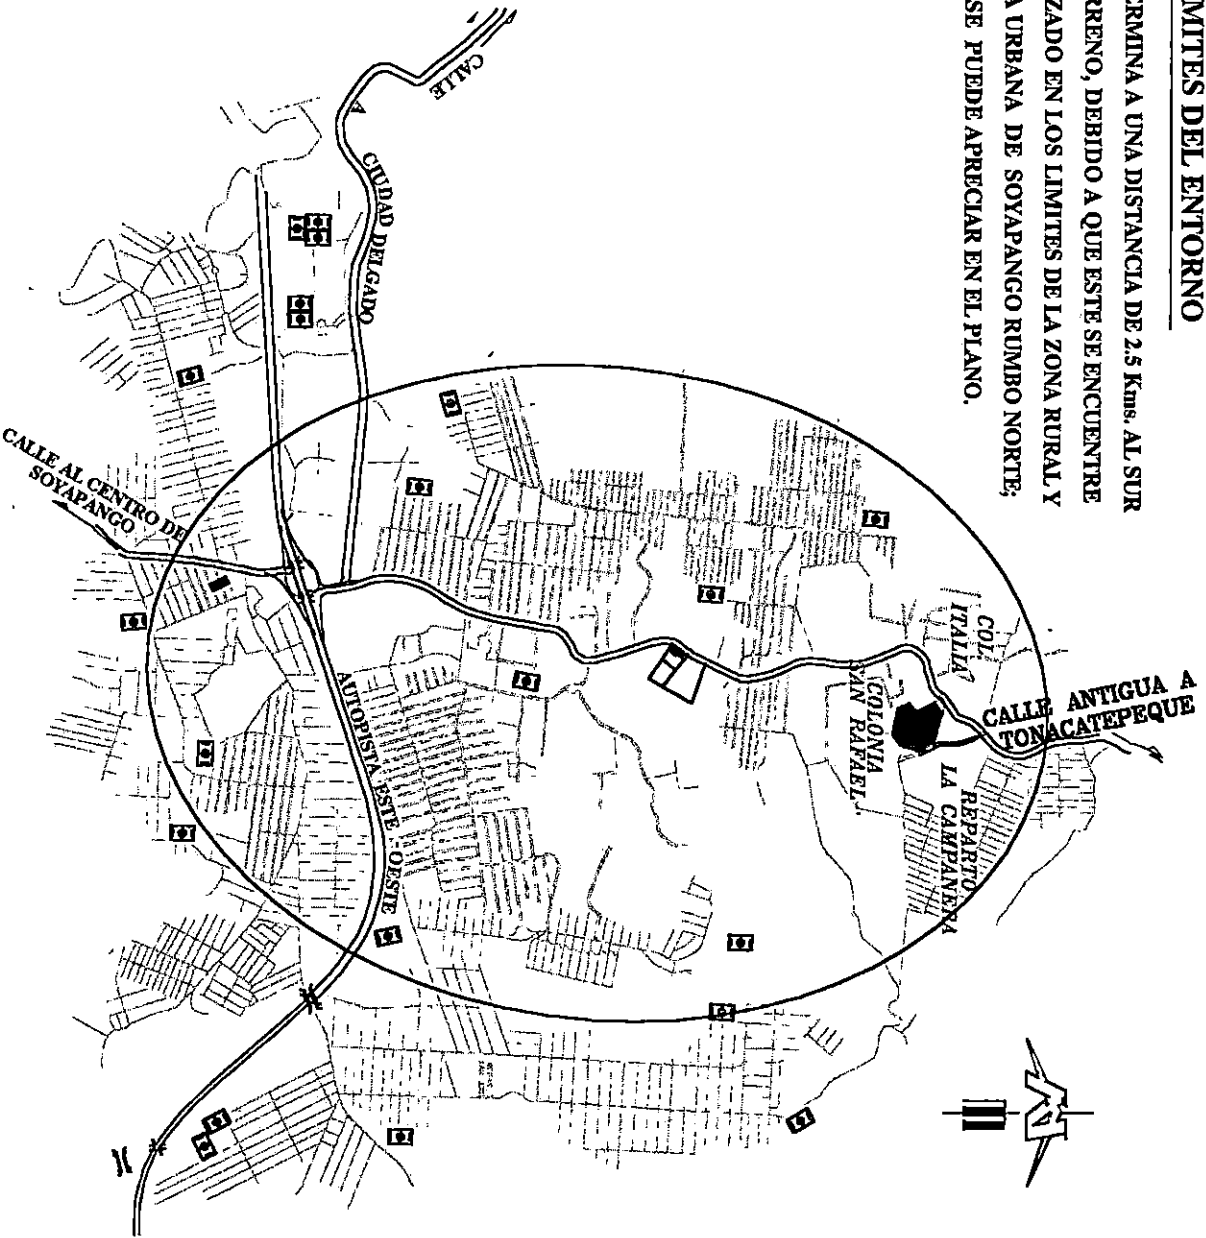 MITES DEL ENTORNO
ERMINA A UNA DISTANCIA DE 2.5 Kms. AL SUR
RRENO, DEBIDO A QUE ESTE SE ENCUENTRE
ZADO EN LOS LIMITES DE LA ZONA RURAL Y
A URBANA DE SOYAPANGO RUMBO NORTE;
SE PUEDE APRECIAR EN EL PLANO.
CALLE
CIUDAD DELGADO
CALLE AL CENTRO DE
SOYAPANGO
AUTOPISTA ESTE - OESTE
COL.
ITALIA
COLONIA
SAN RAFAEL
CALLE ANTIGUA A
TONACATEPEQUE
REPARTO
LA CAMPANERA